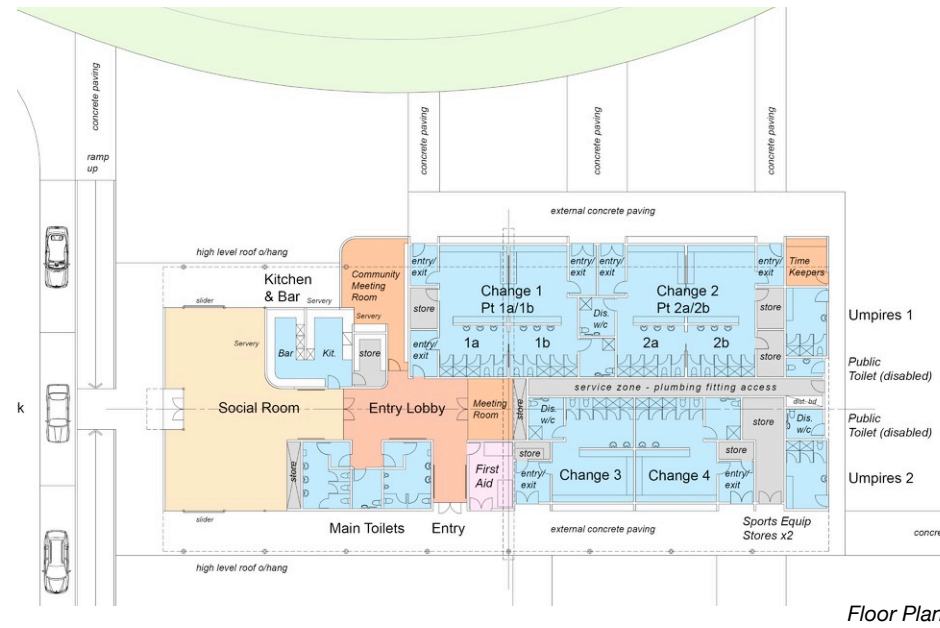 concrete paving
ramp
up
concrete paving
concrete paving
concrete paving
external concrete paving
high level roof o/hang
Kitchen
& Bar
Servery
Community
Meeting
Room
Servery
slider
Servery
Bar
Kit.
store
entry/
exit
store
entry/
exit
Change 1
Pt 1a/1b
1a
1b
entry/
exit
entry/
exit
Dis.
w/c
Change 2
Pt 2a/2b
2a
2b
entry/
exit
store
store
Time
Keepers
Umpires 1
Public
Toilet (disabled)
service zone - plumbing fitting access
k
Social Room
Entry Lobby
Meeting
Room
store
Dis.
w/c
dist- bd
Dis.
w/c
Public
Toilet (disabled)
store
store
First
Aid
store
entry/
exit
Change 3
Change 4
store
entry/
exit
Umpires 2
slider
Main Toilets
Entry
external concrete paving
Sports Equip
Stores x2
concre
high level roof o/hang
Floor Plan